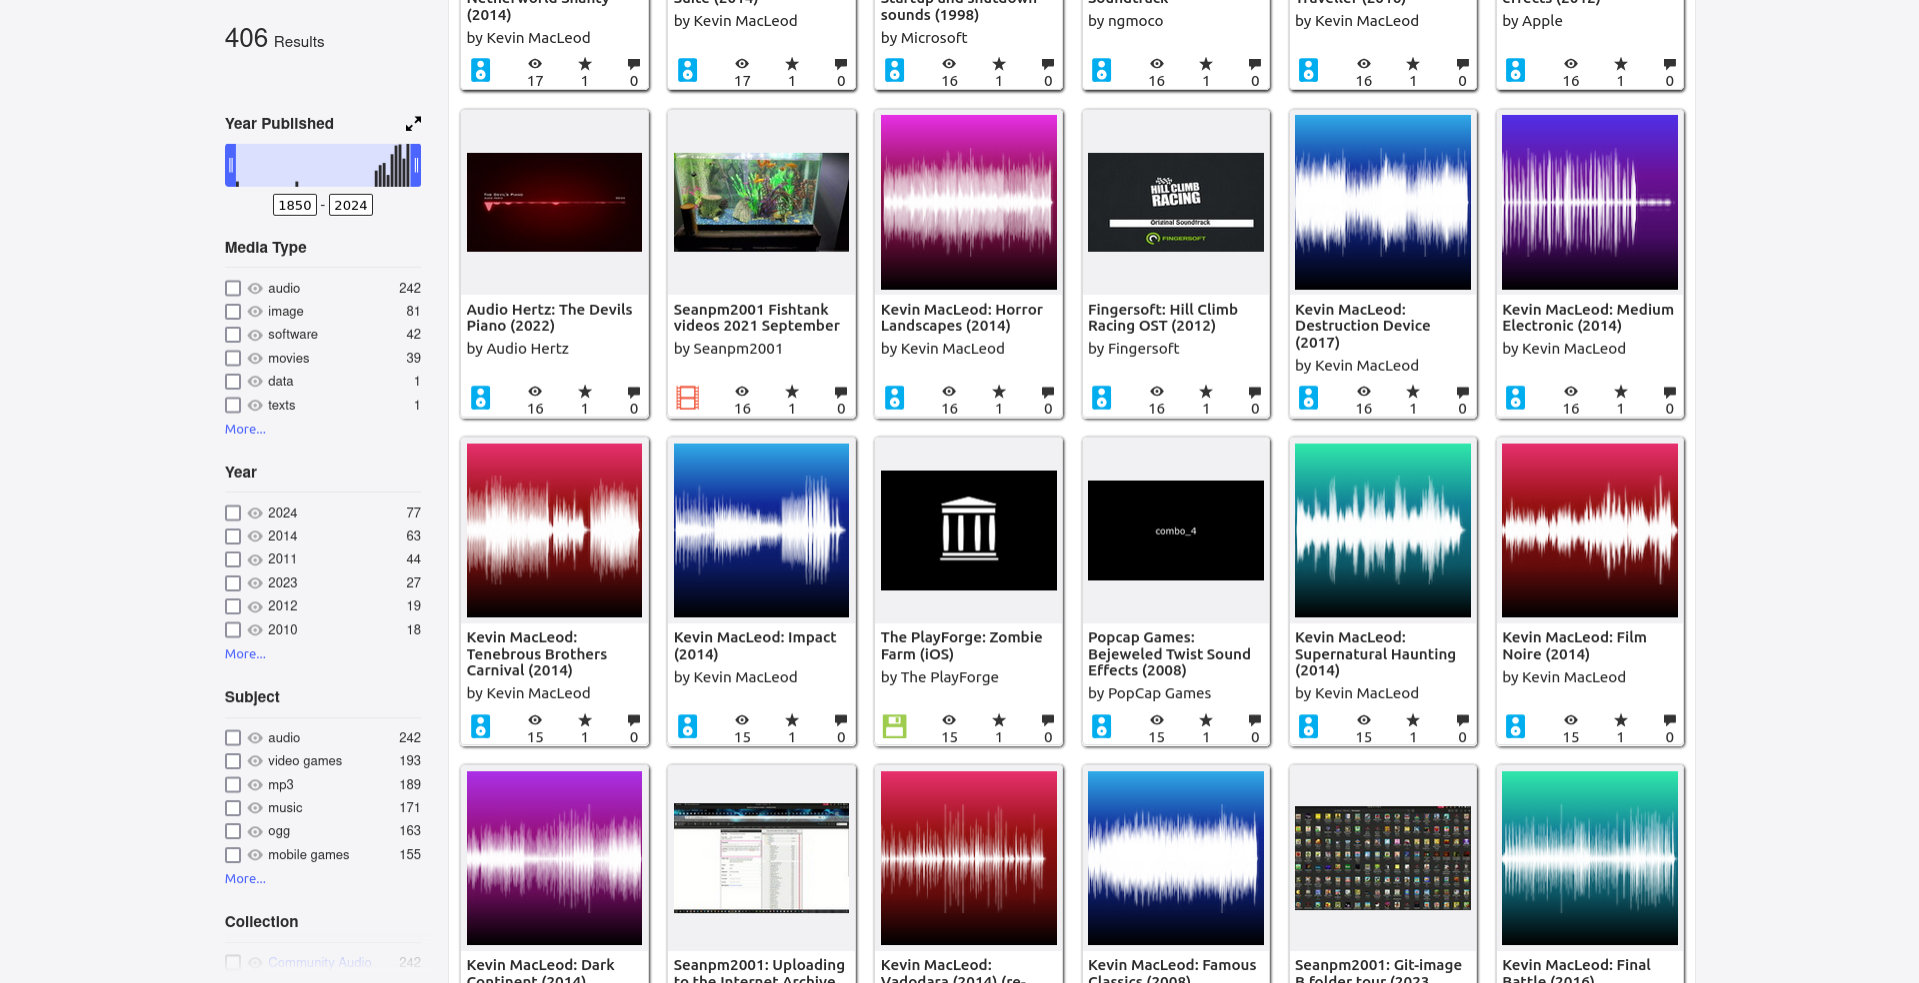 406 Results
Year Published
1850 - 2024
Media Type
audio 242
image 81
software 42
movies 39
data 1
texts 1
More...
Year
2024 77
2014 63
2011 44
2023 27
2012 19
2010 18
More...
Subject
audio 242
video games 193
mp3 189
music 171
ogg 163
mobile games 155
More...
Collection
Community Audio 242
Netherworld Shanty
(2014)
by Kevin MacLeod
17 1 0
Suite (2014)
by Kevin MacLeod
17 1 0
Startup and shutdown
sounds (1998)
by Microsoft
16 1 0
Soundtrack
by ngmoco
16 1 0
Traveller (2016)
by Kevin MacLeod
16 1 0
effects (2012)
by Apple
16 1 0
THE DEVIL'S PIANO
Audio Hertz: The Devils
Piano (2022)
by Audio Hertz
16 1 0
Seanpm2001 Fishtank
videos 2021 September
by Seanpm2001
16 1 0
Kevin MacLeod: Horror
Landscapes (2014)
by Kevin MacLeod
16 1 0
HILL CLIMB
RACING
Original Soundtrack
FINGERSOFT
Fingersoft: Hill Climb
Racing OST (2012)
by Fingersoft
16 1 0
Kevin MacLeod:
Destruction Device
(2017)
by Kevin MacLeod
16 1 0
Kevin MacLeod: Medium
Electronic (2014)
by Kevin MacLeod
16 1 0
Kevin MacLeod:
Tenebrous Brothers
Carnival (2014)
by Kevin MacLeod
15 1 0
Kevin MacLeod: Impact
(2014)
by Kevin MacLeod
15 1 0
The PlayForge: Zombie
Farm (iOS)
by The PlayForge
15 1 0
combo_4
Popcap Games:
Bejeweled Twist Sound
Effects (2008)
by PopCap Games
15 1 0
Kevin MacLeod:
Supernatural Haunting
(2014)
by Kevin MacLeod
15 1 0
Kevin MacLeod: Film
Noire (2014)
by Kevin MacLeod
15 1 0
Kevin MacLeod: Dark
Continent (2014)
Seanpm2001: Uploading
to the Internet Archive
Kevin MacLeod:
Vadodara (2014) (re-
Kevin MacLeod: Famous
Classics (2008)
Seanpm2001: Git-image
B folder tour (2023
Kevin MacLeod: Final
Battle (2016)